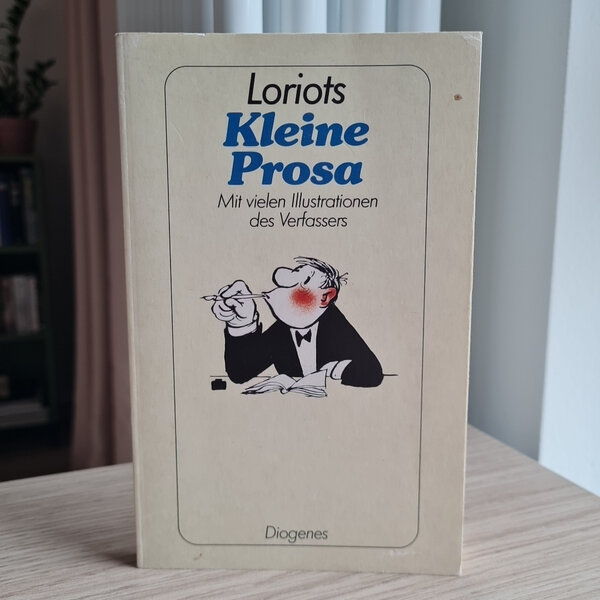 Loriots
Kleine
Prosa
Mit vielen Illustrationen
des Verfassers
Diogenes